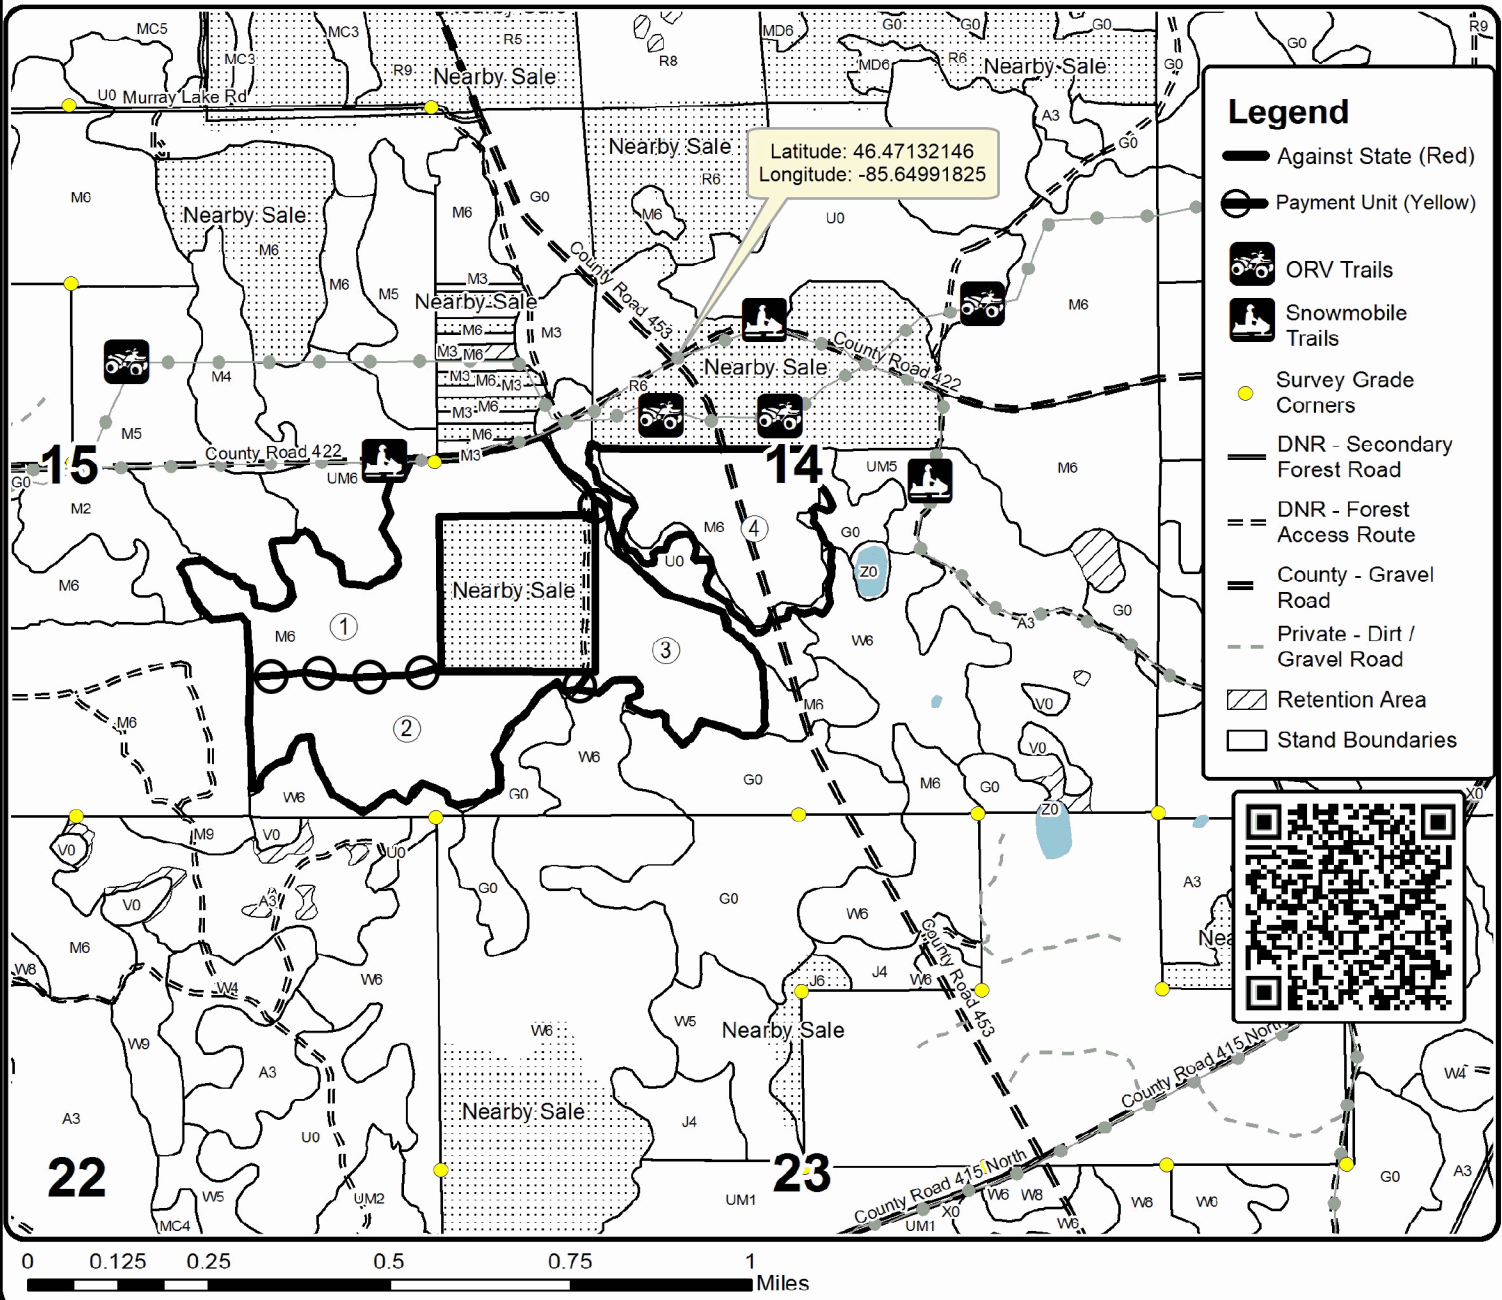 MC5
MC3
Nearby Sale
G0
G0
G0
R9
MC3
R5
MD6
G0
R9
R8
MD6
R6
Nearby Sale
G0
Nearby Sale
U0
Murray Lake Rd
A3
Legend
Against State (Red)
Payment Unit (Yellow)
ORV Trails
Snowmobile
Trails
Survey Grade
Corners
DNR - Secondary
Forest Road
DNR - Forest
Access Route
County - Gravel
Road
Private - Dirt /
Gravel Road
Retention Area
Stand Boundaries
Nearby Sale
G0
Latitude: 46.47132146
Longitude: -85.64991825
M6
Nearby Sale
M6
G0
R6
M6
U0
M6
County Road 453
M6
M5
M3
Nearby Sale
M6
M3
M6
M3
M6
M3
M6
M3
M3
M6
M6
M3
M4
R6
Nearby Sale
County Road 422
M5
15
G0
County Road 422
UM6
14
UM5
M6
M2
M6
4
G0
M6
U0
Z0
Nearby Sale
1
M6
3
W6
A3
G0
M6
2
M6
V0
W6
V0
W6
G0
G0
M6
G0
X0
Z0
M9
V0
V0
U0
G0
G0
A3
V0
A3
W6
M6
Nea
County Road 453
W8
W4
W6
J6
J4
W6
W9
W6
W5
Nearby Sale
County Road 415 North
A3
W4
Nearby Sale
A3
U0
J4
22
W5
UM2
MC4
23
UM1
County Road 415 North
UM1
X0
W6
W8
W6
W6
W0
G0
A3
0
0.125
0.25
0.5
0.75
1
Miles